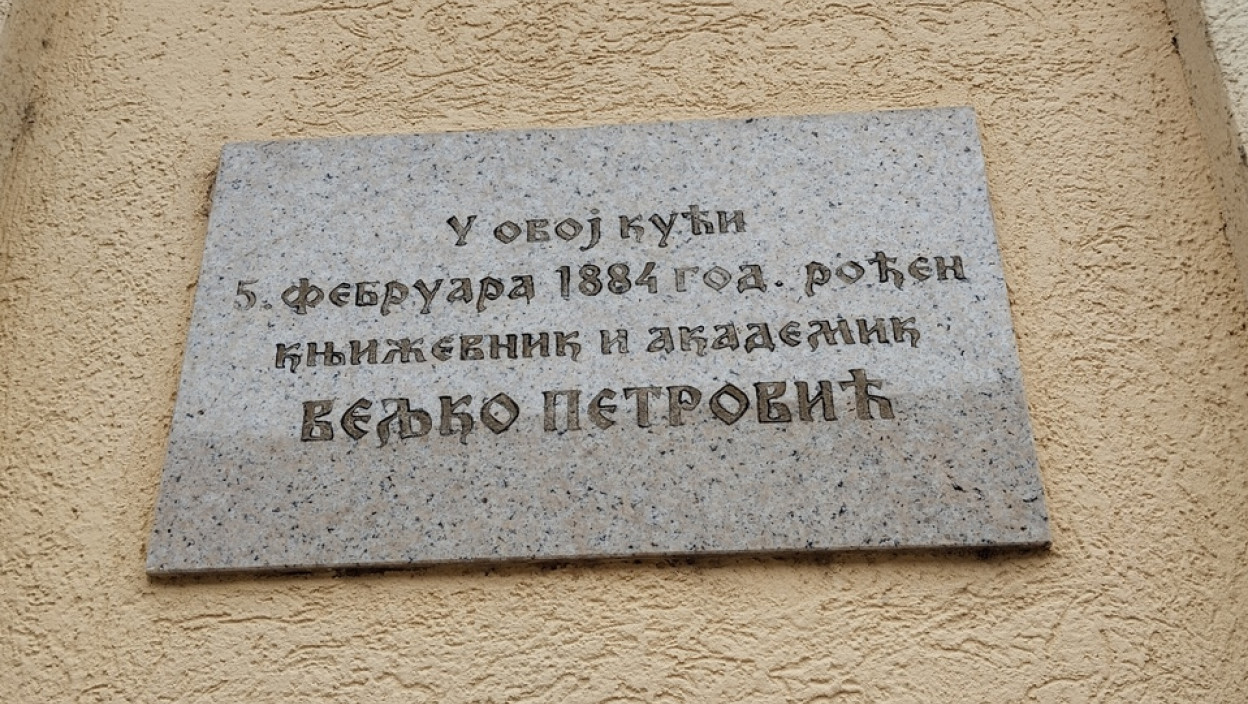 У овој кући
5. фебруара 1884 год. рођен
књижевник и академик
ВЕЉКО ПЕТРОВИЋ